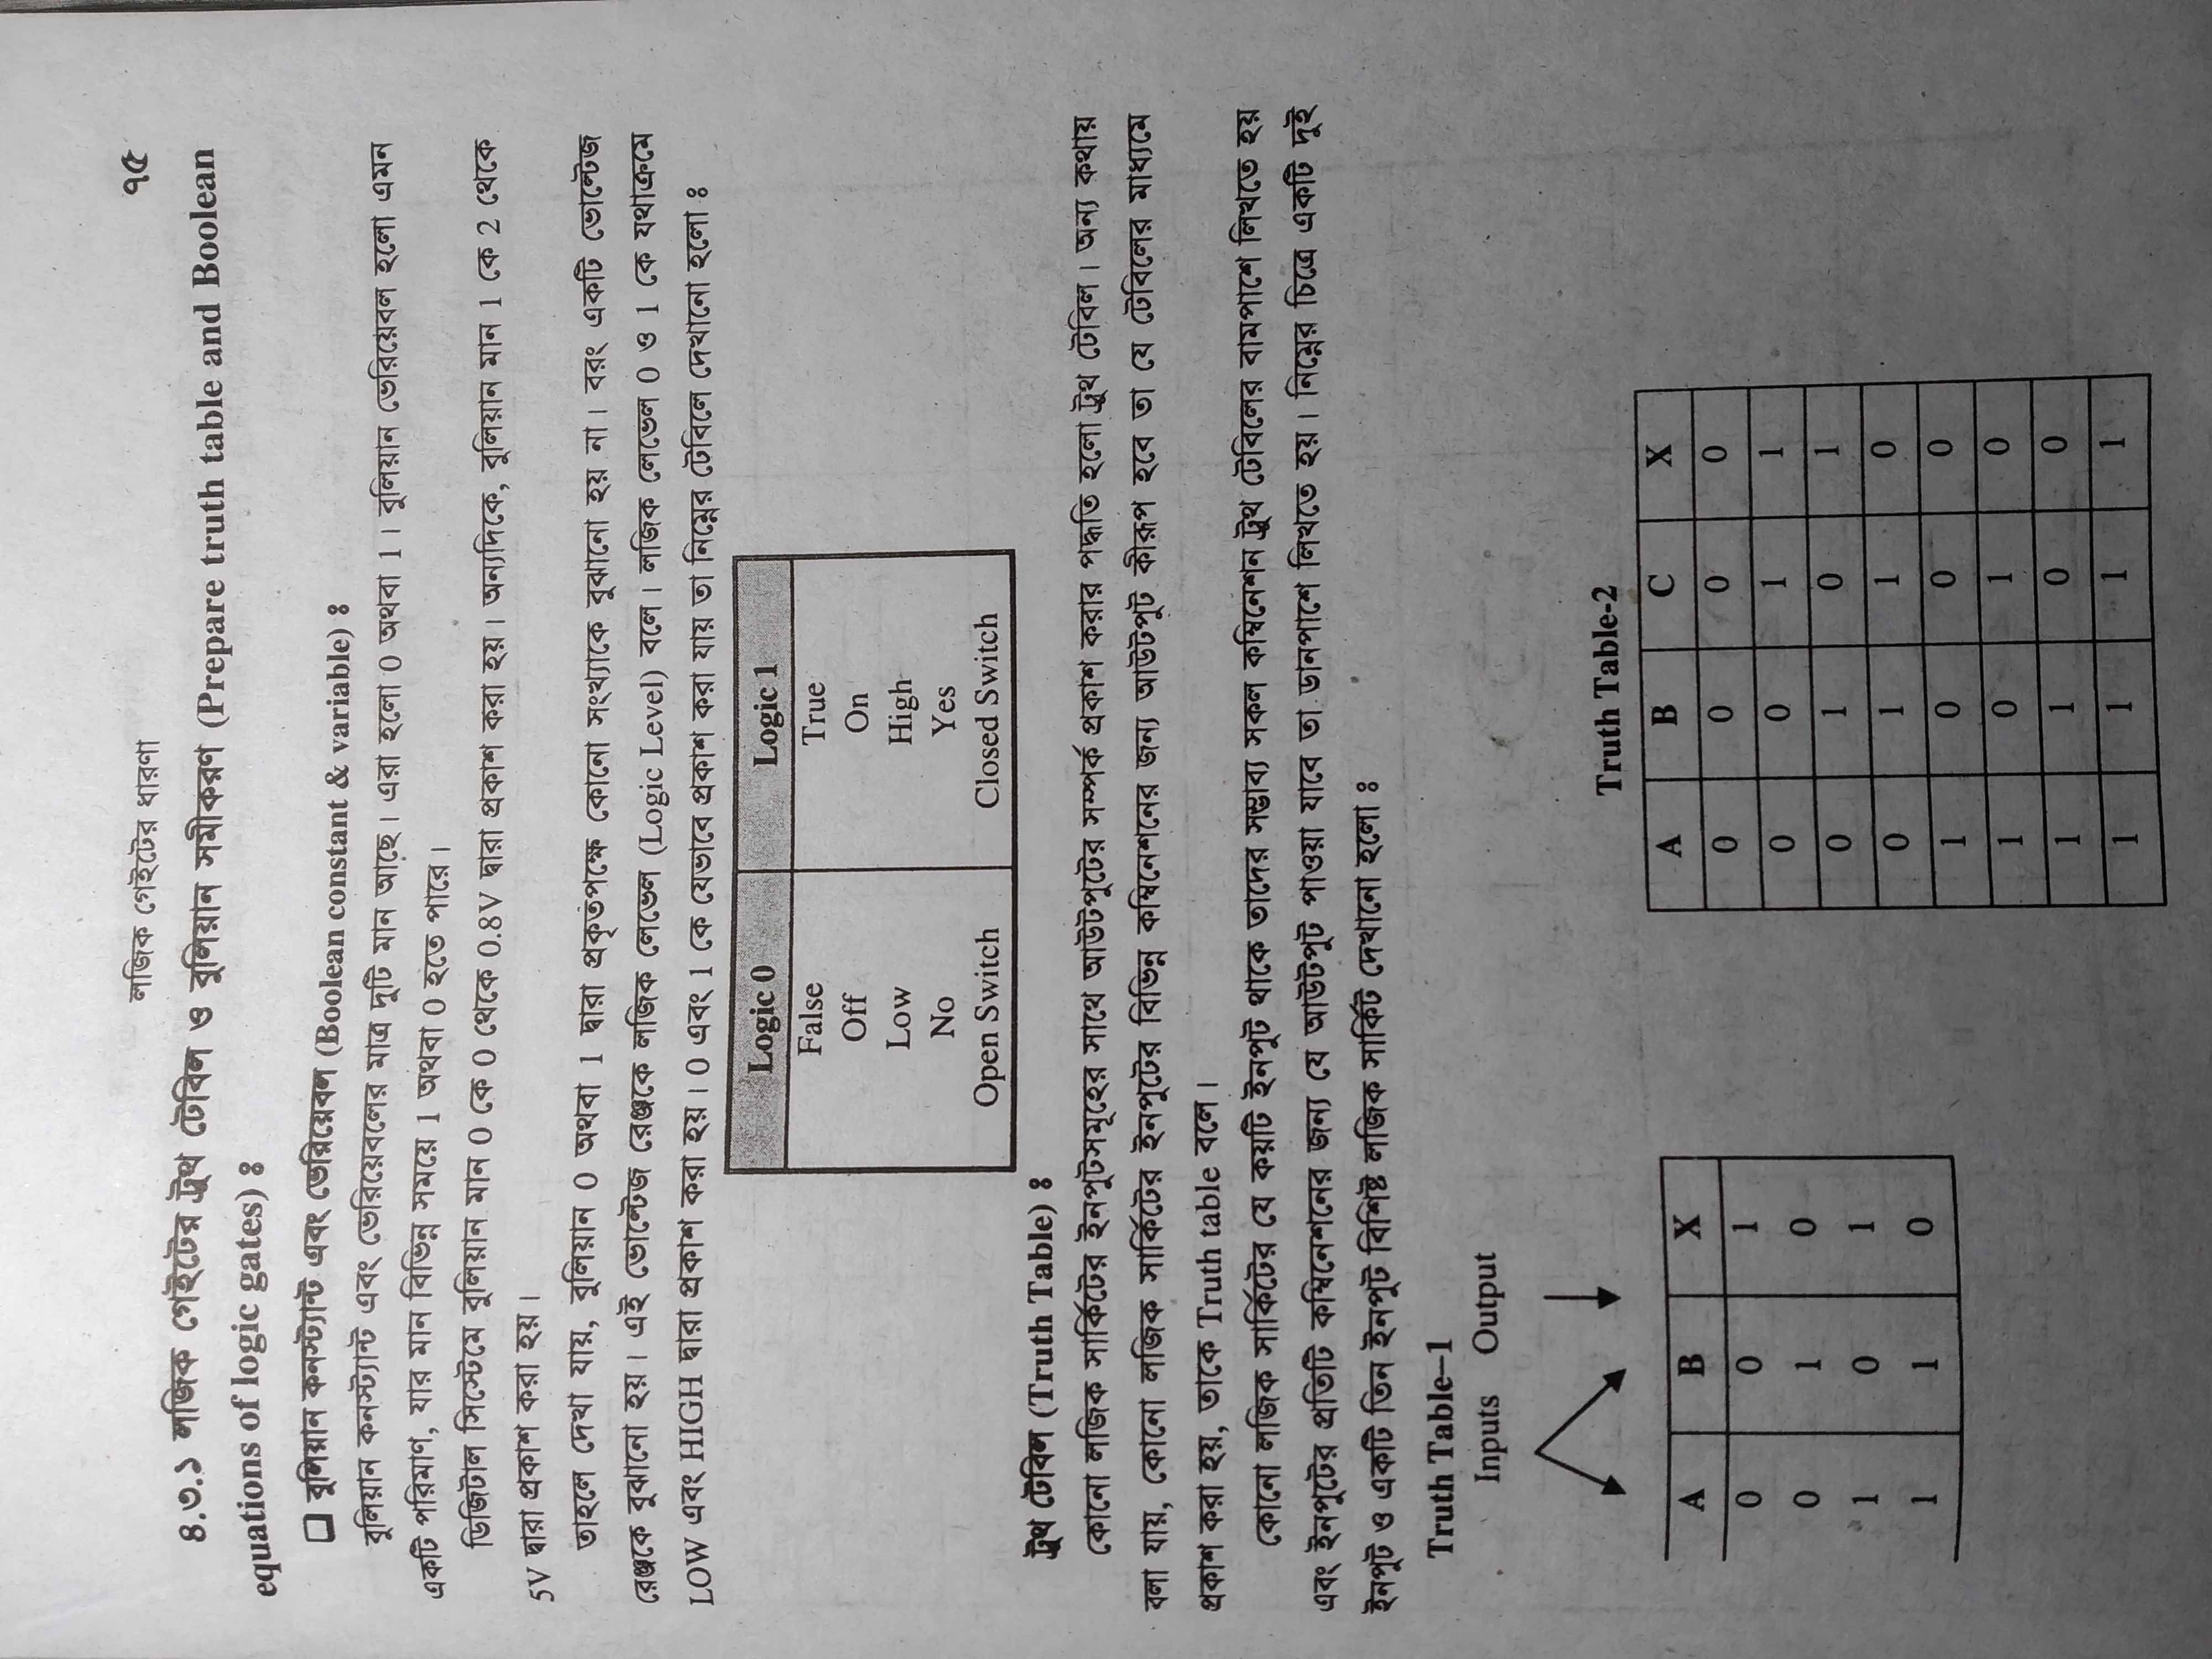 লজিক গেইটের ধারণা ৭৫
৪.৩.১ লজিক গেইটের ট্রুথ টেবিল ও বুলিয়ান সমীকরণ (Prepare truth table and Boolean
equations of logic gates) ঃ
❑ বুলিয়ান কনস্ট্যান্ট এবং ভেরিয়েবল (Boolean constant & variable) ঃ
বুলিয়ান কনস্ট্যান্ট এবং ভেরিয়েবলের মাত্র দুটি মান আছে। এরা হলো 0 অথবা 1। বুলিয়ান ভেরিয়েবল হলো এমন
একটি পরিমাণ, যার মান বিভিন্ন সময়ে 1 অথবা 0 হতে পারে।
ডিজিটাল সিস্টেমে বুলিয়ান মান 0 কে 0 থেকে 0.8V দ্বারা প্রকাশ করা হয়। অন্যদিকে, বুলিয়ান মান 1 কে 2 থেকে
5V দ্বারা প্রকাশ করা হয়।
তাহলে দেখা যায়, বুলিয়ান 0 অথবা 1 দ্বারা প্রকৃতপক্ষে কোনো সংখ্যাকে বুঝানো হয় না। বরং একটি ভোল্টেজ
রেঞ্জকে বুঝানো হয়। এই ভোল্টেজ রেঞ্জকে লজিক লেভেল (Logic Level) বলে। লজিক লেভেল 0 ও 1 কে যথাক্রমে
LOW এবং HIGH দ্বারা প্রকাশ করা হয়। 0 এবং 1 কে যেভাবে প্রকাশ করা যায় তা নিম্নের টেবিলে দেখানো হলো ঃ
Logic 0 Logic 1
False True
Off On
Low High
No Yes
Open Switch Closed Switch
ট্রুথ টেবিল (Truth Table) ঃ
কোনো লজিক সার্কিটের ইনপুটসমূহের সাথে আউটপুটের সম্পর্ক প্রকাশ করার পদ্ধতি হলো ট্রুথ টেবিল। অন্য কথায়
বলা যায়, কোনো লজিক সার্কিটের ইনপুটের বিভিন্ন কম্বিনেশনের জন্য আউটপুট কীরূপ হবে তা যে টেবিলের মাধ্যমে
প্রকাশ করা হয়, তাকে Truth table বলে।
কোনো লজিক সার্কিটের যে কয়টি ইনপুট থাকে তাদের সম্ভাব্য সকল কম্বিনেশন ট্রুথ টেবিলের বামপাশে লিখতে হয়
এবং ইনপুটের প্রতিটি কম্বিনেশনের জন্য যে আউটপুট পাওয়া যাবে তা ডানপাশে লিখতে হয়। নিম্নের চিত্রে একটি দুই
ইনপুট ও একটি তিন ইনপুট বিশিষ্ট লজিক সার্কিট দেখানো হলো ঃ
Truth Table–1
Inputs Output
A B X
0 0 1
0 1 0
1 0 1
1 1 0
Truth Table-2
A B C X
0 0 0 0
0 0 1 1
0 1 0 1
0 1 1 0
1 0 0 0
1 0 1 0
1 1 0 0
1 1 1 1